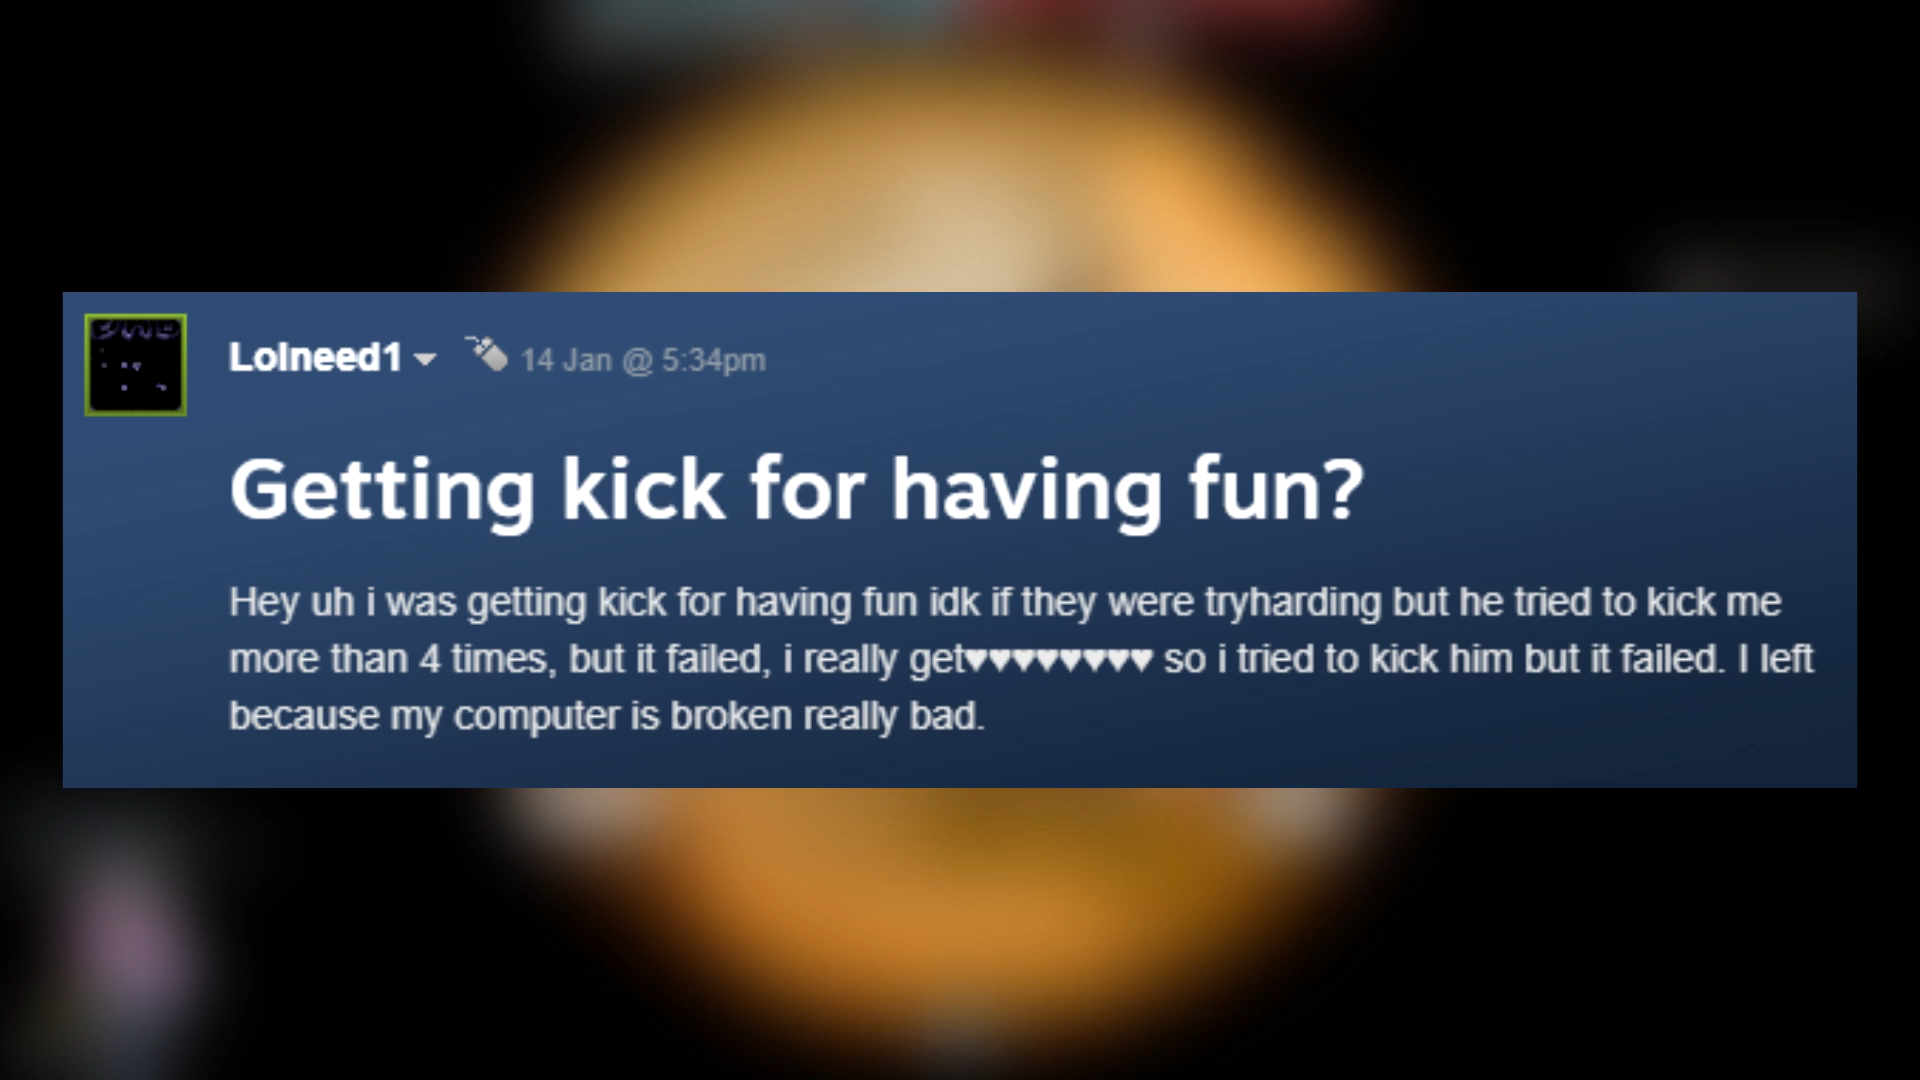 Lolneed1 14 Jan @ 5:34pm
Getting kick for having fun?
Hey uh i was getting kick for having fun idk if they were tryharding but he tried to kick me
more than 4 times, but it failed, i really get♥♥♥♥♥♥♥♥ so i tried to kick him but it failed. I left
because my computer is broken really bad.